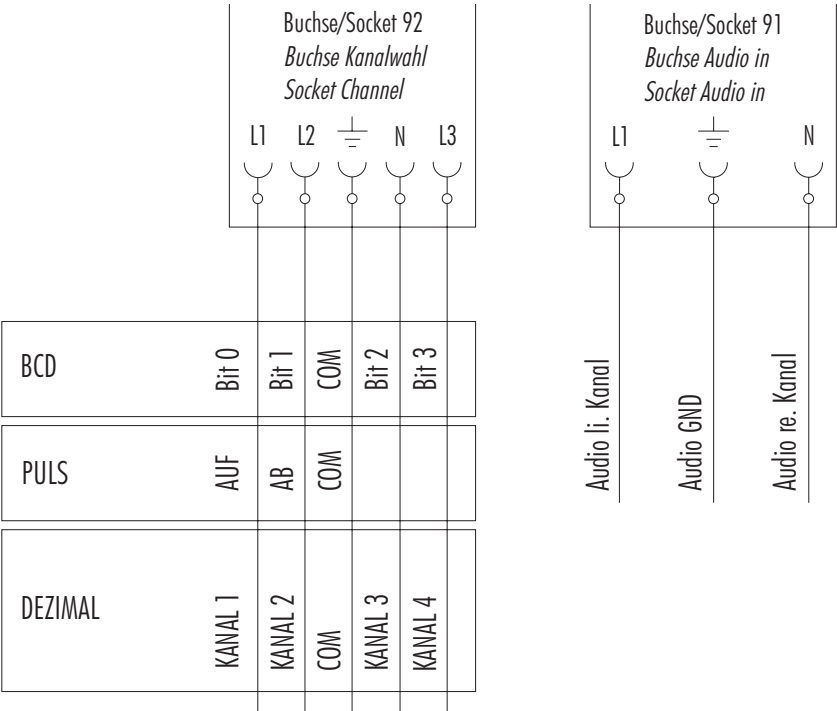 Buchse/Socket 92
Buchse Kanalwahl
Socket Channel
L1 L2 N L3
Buchse/Socket 91
Buchse Audio in
Socket Audio in
L1 N
BCD Bit 0 Bit 1 COM Bit 2 Bit 3
PULS AUF AB COM
DEZIMAL KANAL 1 KANAL 2 COM KANAL 3 KANAL 4
Audio li. Kanal
Audio GND
Audio re. Kanal